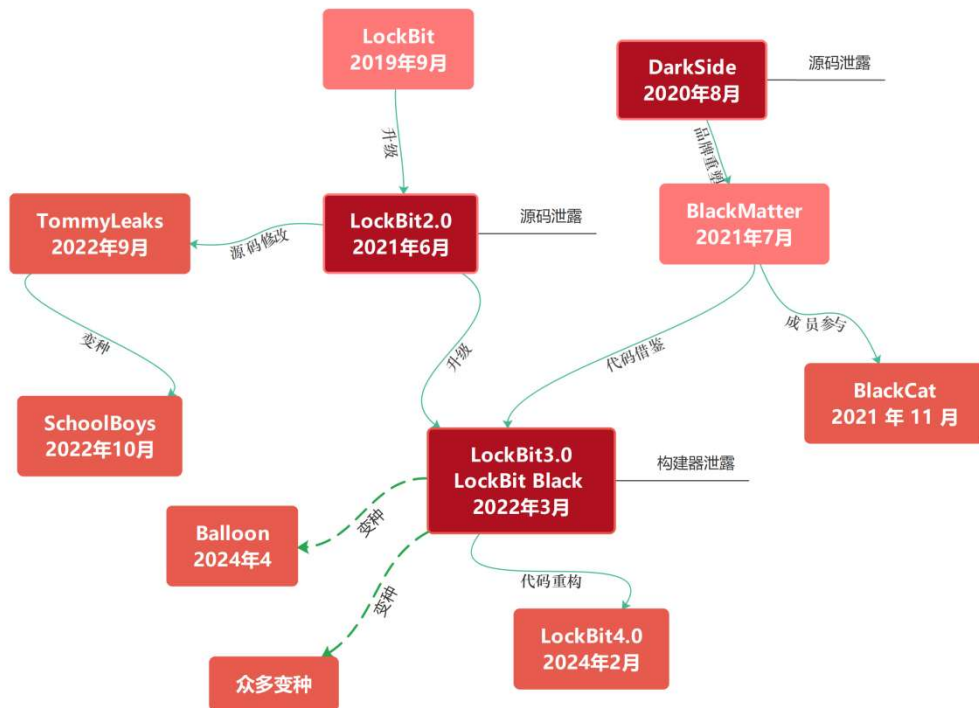 LockBit
2019年9月
DarkSide
2020年8月
源码泄露
升级
品牌重塑
TommyLeaks
2022年9月
源码修改
LockBit2.0
2021年6月
源码泄露
BlackMatter
2021年7月
变种
升级
代码借鉴
成员参与
SchoolBoys
2022年10月
BlackCat
2021 年 11 月
LockBit3.0
LockBit Black
2022年3月
构建器泄露
Balloon
2024年4
变种
变种
代码重构
LockBit4.0
2024年2月
众多变种